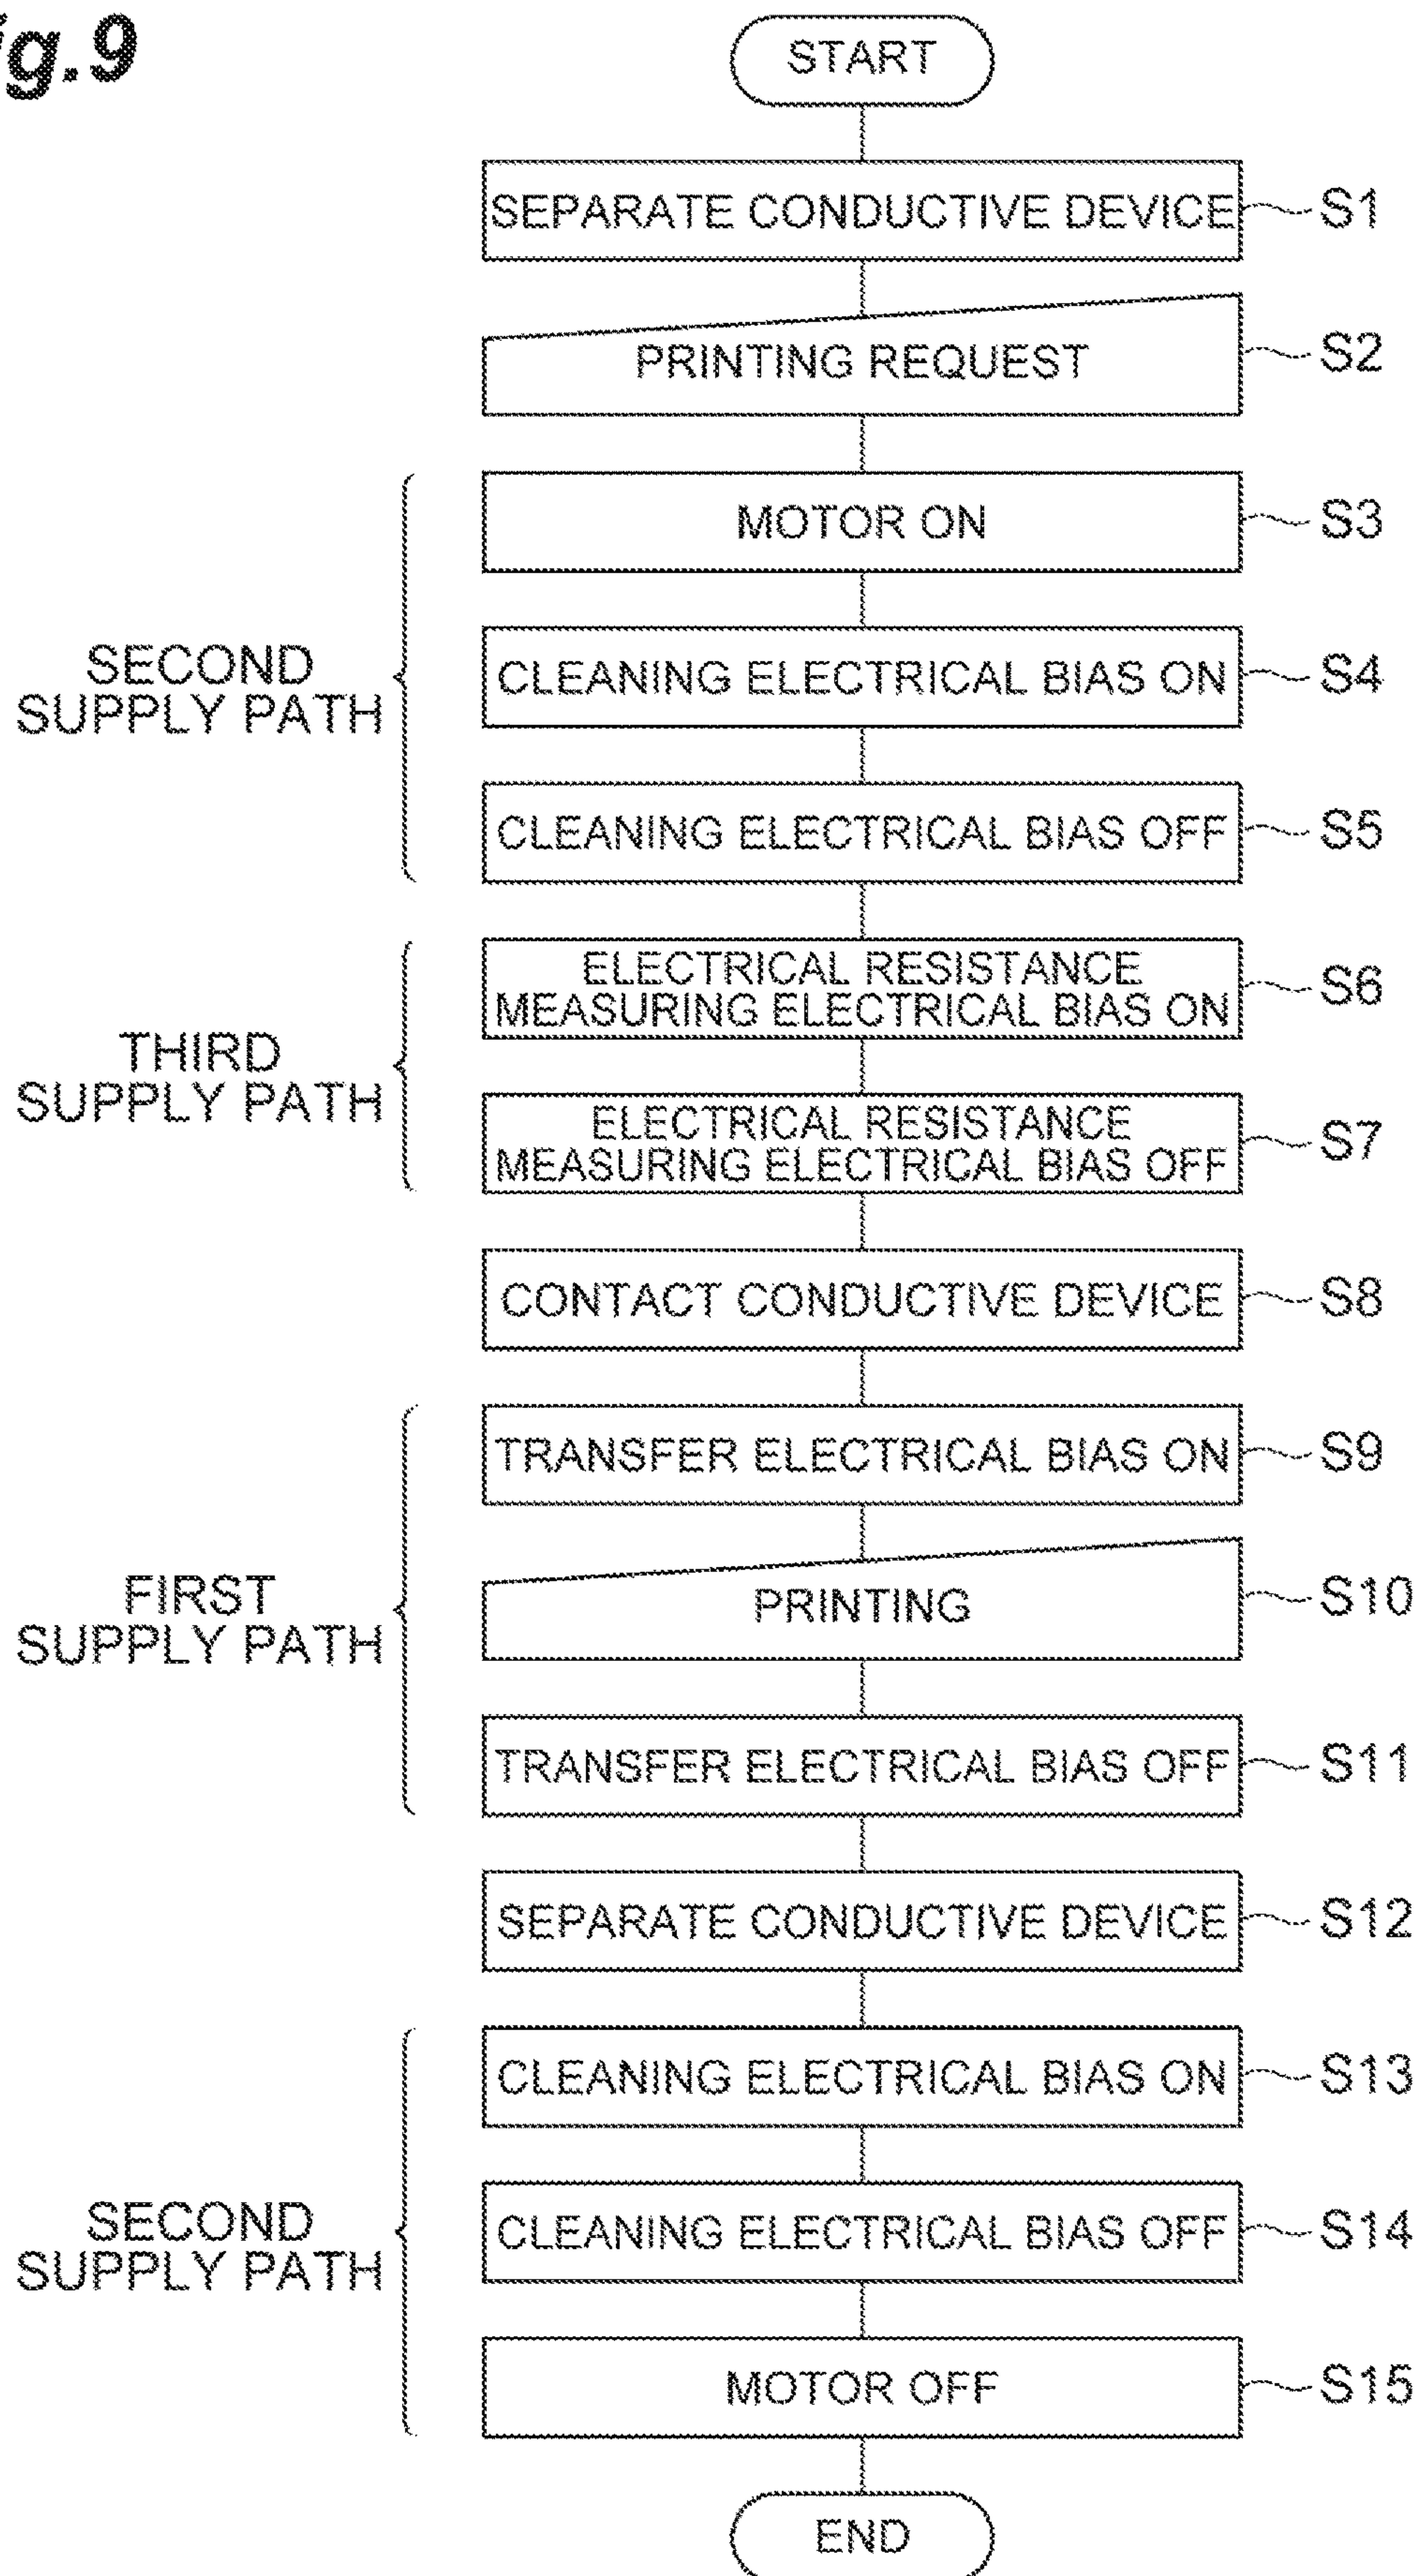 ig.9
START
SEPARATE CONDUCTIVE DEVICE
S1
PRINTING REQUEST
S2
SECOND
SUPPLY PATH
MOTOR ON
S3
CLEANING ELECTRICAL BIAS ON
S4
CLEANING ELECTRICAL BIAS OFF
S5
THIRD
SUPPLY PATH
ELECTRICAL RESISTANCE
MEASURING ELECTRICAL BIAS ON
S6
ELECTRICAL RESISTANCE
MEASURING ELECTRICAL BIAS OFF
S7
CONTACT CONDUCTIVE DEVICE
S8
FIRST
SUPPLY PATH
TRANSFER ELECTRICAL BIAS ON
S9
PRINTING
S10
TRANSFER ELECTRICAL BIAS OFF
S11
SEPARATE CONDUCTIVE DEVICE
S12
SECOND
SUPPLY PATH
CLEANING ELECTRICAL BIAS ON
S13
CLEANING ELECTRICAL BIAS OFF
S14
MOTOR OFF
S15
END